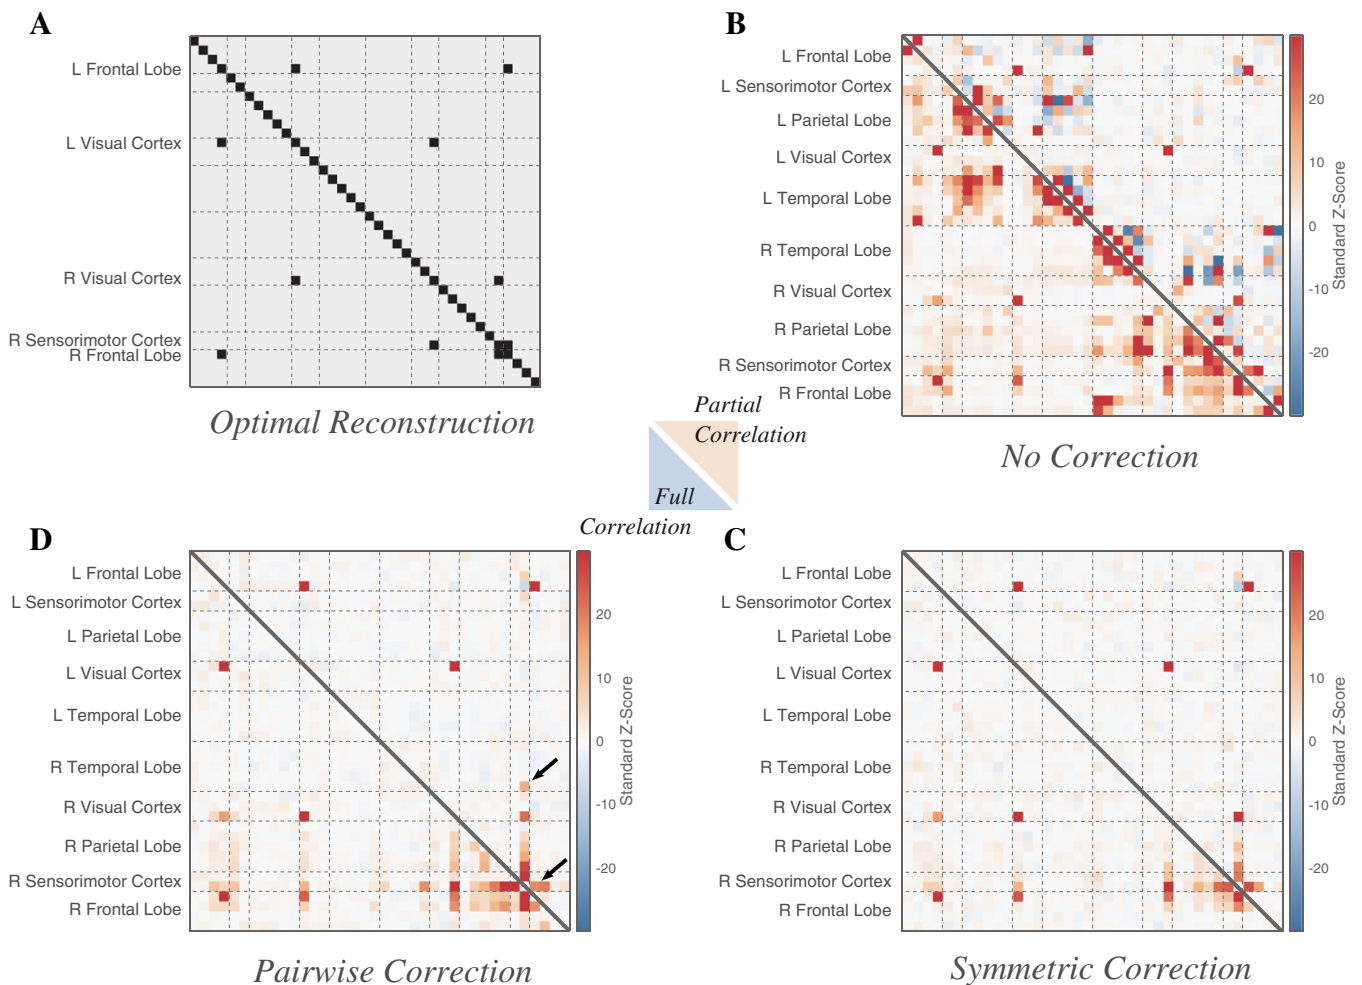 A
L Frontal Lobe
L Visual Cortex
R Visual Cortex
R Sensorimotor Cortex
R Frontal Lobe
Optimal Reconstruction
B
L Frontal Lobe
L Sensorimotor Cortex
L Parietal Lobe
L Visual Cortex
L Temporal Lobe
R Temporal Lobe
R Visual Cortex
R Parietal Lobe
R Sensorimotor Cortex
R Frontal Lobe
20
10
0
-10
-20
Standard Z-Score
No Correction
Partial
Correlation
Full
Correlation
D
L Frontal Lobe
L Sensorimotor Cortex
L Parietal Lobe
L Visual Cortex
L Temporal Lobe
R Temporal Lobe
R Visual Cortex
R Parietal Lobe
R Sensorimotor Cortex
R Frontal Lobe
20
10
0
-10
-20
Standard Z-Score
Pairwise Correction
C
L Frontal Lobe
L Sensorimotor Cortex
L Parietal Lobe
L Visual Cortex
L Temporal Lobe
R Temporal Lobe
R Visual Cortex
R Parietal Lobe
R Sensorimotor Cortex
R Frontal Lobe
20
10
0
-10
-20
Standard Z-Score
Symmetric Correction